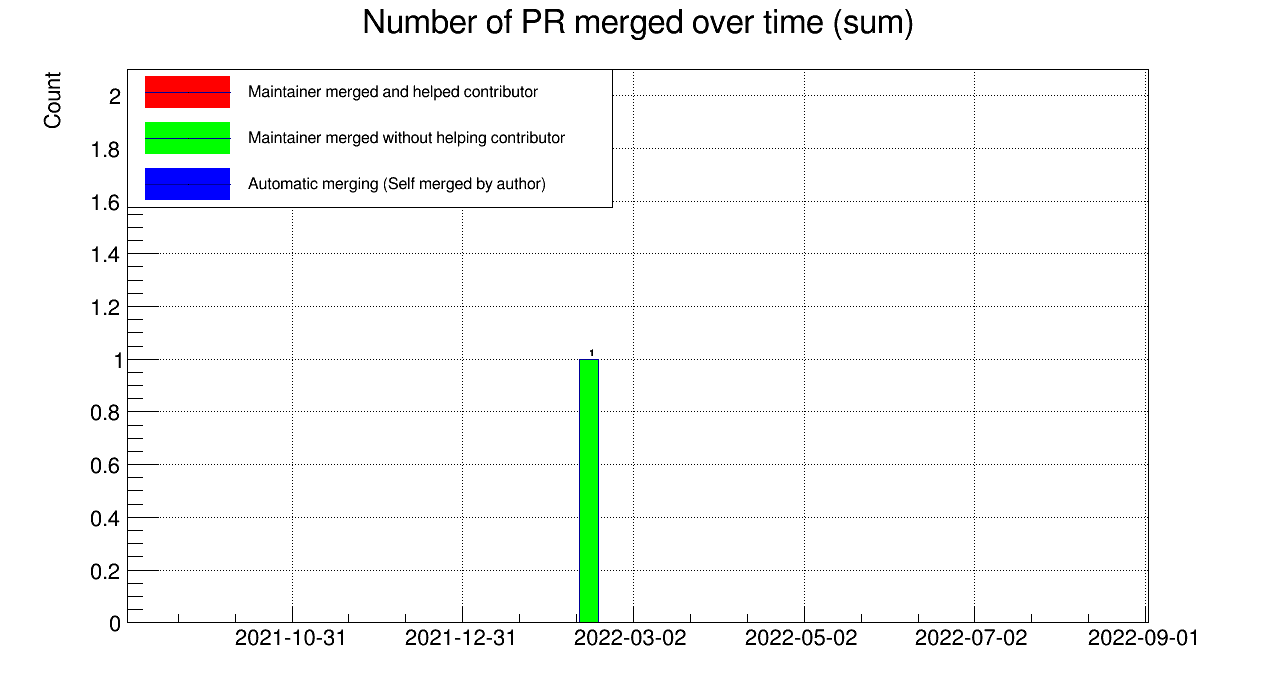 Number of PR merged over time (sum)
Count
Maintainer merged and helped contributor
Maintainer merged without helping contributor
Automatic merging (Self merged by author)
2
1.8
1.6
1.4
1.2
1
0.8
0.6
0.4
0.2
0
1
2021-10-31 2021-12-31 2022-03-02 2022-05-02 2022-07-02 2022-09-01